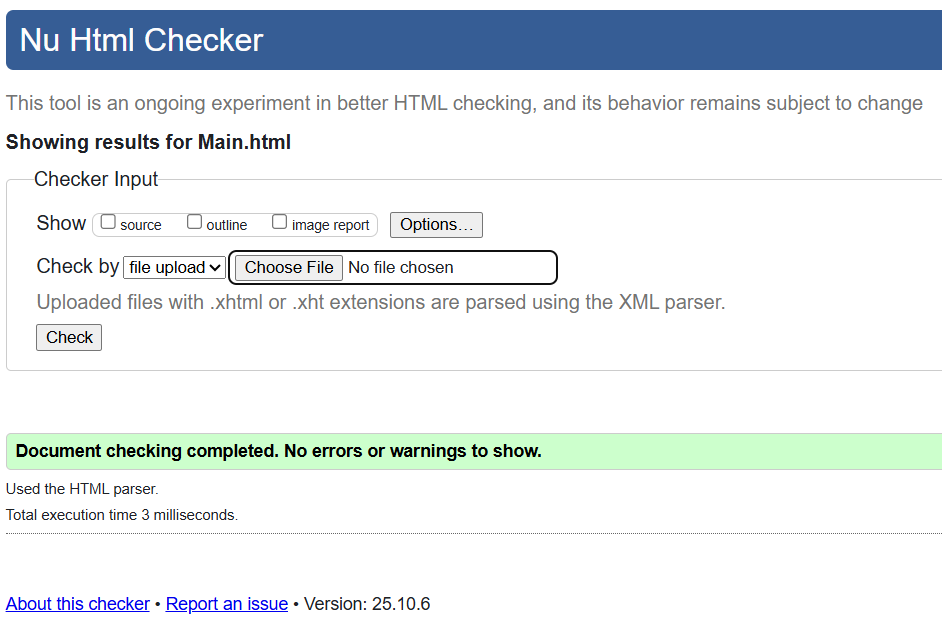 Nu Html Checker
This tool is an ongoing experiment in better HTML checking, and its behavior remains subject to change
Showing results for Main.html
Checker Input
Show source outline image report Options…
Check by file upload Choose File No file chosen
Uploaded files with .xhtml or .xht extensions are parsed using the XML parser.
Check
Document checking completed. No errors or warnings to show.
Used the HTML parser.
Total execution time 3 milliseconds.
About this checker • Report an issue • Version: 25.10.6